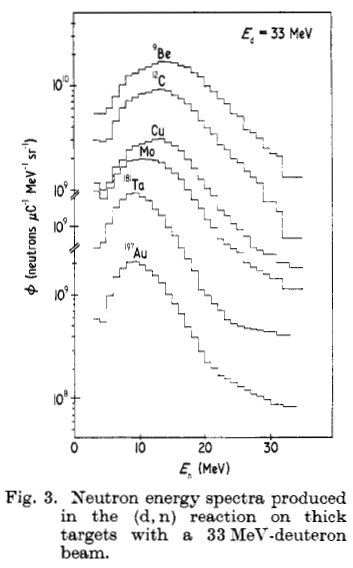 E_d = 33 MeV
⁹Be
¹²C
Cu
Mo
¹⁸¹Ta
¹⁹⁷Au
10¹⁰
10⁹
10⁹
10⁹
10⁸
ϕ (neutrons μC⁻¹ MeV⁻¹ sr⁻¹)
0 10 20 30
Eₙ (MeV)
Fig. 3. Neutron energy spectra produced
in the (d, n) reaction on thick
targets with a 33 MeV-deuteron
beam.